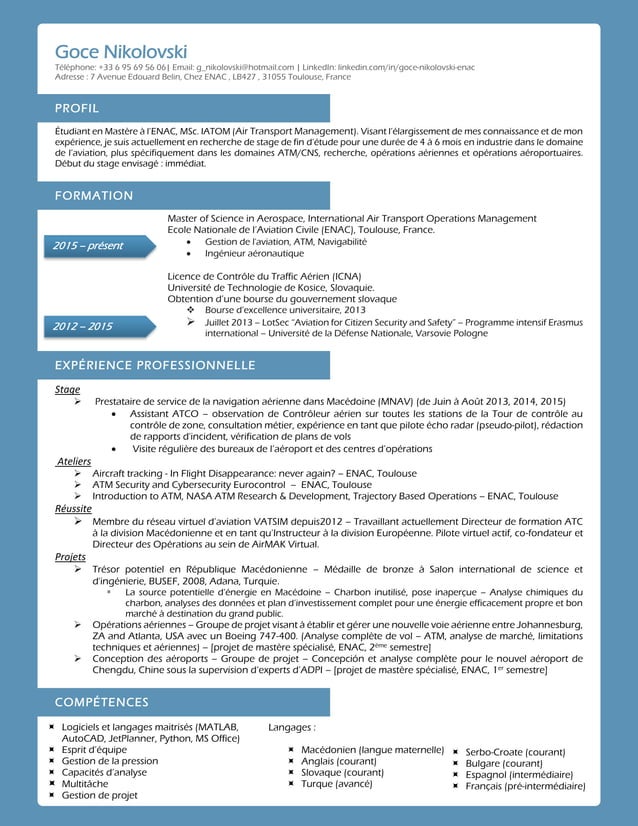 Goce Nikolovski
Téléphone: +33 6 95 69 56 06| Email: g_nikolovski@hotmail.com | LinkedIn: linkedin.com/in/goce-nikolovski-enac
Adresse : 7 Avenue Edouard Belin, Chez ENAC , LB427 , 31055 Toulouse, France
PROFIL
Étudiant en Mastère à l'ENAC, MSc. IATOM (Air Transport Management). Visant l'élargissement de mes connaissance et de mon
expérience, je suis actuellement en recherche de stage de fin d'étude pour une durée de 4 à 6 mois en industrie dans le domaine
de l'aviation, plus spécifiquement dans les domaines ATM/CNS, recherche, opérations aériennes et opérations aéroportuaires.
Début du stage envisagé : immédiat.
FORMATION
Master of Science in Aerospace, International Air Transport Operations Management
Ecole Nationale de l'Aviation Civile (ENAC), Toulouse, France.
2015 – présent
• Gestion de l'aviation, ATM, Navigabilité
• Ingénieur aéronautique
Licence de Contrôle du Traffic Aérien (ICNA)
Université de Technologie de Kosice, Slovaquie.
Obtention d'une bourse du gouvernement slovaque
❖ Bourse d'excellence universitaire, 2013
2012 – 2015
➢ Juillet 2013 – LotSec "Aviation for Citizen Security and Safety" – Programme intensif Erasmus
international – Université de la Défense Nationale, Varsovie Pologne
EXPÉRIENCE PROFESSIONNELLE
Stage
➢ Prestataire de service de la navigation aérienne dans Macédoine (MNAV) (de Juin à Août 2013, 2014, 2015)
• Assistant ATCO – observation de Contrôleur aérien sur toutes les stations de la Tour de contrôle au
contrôle de zone, consultation métier, expérience en tant que pilote écho radar (pseudo-pilot), rédaction
de rapports d'incident, vérification de plans de vols
• Visite régulière des bureaux de l'aéroport et des centres d'opérations
Ateliers
➢ Aircraft tracking - In Flight Disappearance: never again? – ENAC, Toulouse
➢ ATM Security and Cybersecurity Eurocontrol – ENAC, Toulouse
➢ Introduction to ATM, NASA ATM Research & Development, Trajectory Based Operations – ENAC, Toulouse
Réussite
➢ Membre du réseau virtuel d'aviation VATSIM depuis2012 – Travaillant actuellement Directeur de formation ATC
à la division Macédonienne et en tant qu'Instructeur à la division Européenne. Pilote virtuel actif, co-fondateur et
Directeur des Opérations au sein de AirMAK Virtual.
Projets
➢ Trésor potentiel en République Macédonienne – Médaille de bronze à Salon international de science et
d'ingénierie, BUSEF, 2008, Adana, Turquie.
La source potentielle d'énergie en Macédoine – Charbon inutilisé, pose inaperçue – Analyse chimiques du
charbon, analyses des données et plan d'investissement complet pour une énergie efficacement propre et bon
marché à destination du grand public.
➢ Opérations aériennes – Groupe de projet visant à établir et gérer une nouvelle voie aérienne entre Johannesburg,
ZA and Atlanta, USA avec un Boeing 747-400. (Analyse complète de vol – ATM, analyse de marché, limitations
techniques et aériennes) – [projet de mastère spécialisé, ENAC, 2ème semestre]
➢ Conception des aéroports – Groupe de projet – Concepción et analyse complète pour le nouvel aéroport de
Chengdu, Chine sous la supervision d'experts d'ADPI – [projet de mastère spécialisé, ENAC, 1er semestre]
COMPÉTENCES
Logiciels et langages maitrisés (MATLAB,
AutoCAD, JetPlanner, Python, MS Office)
Esprit d'équipe
Gestion de la pression
Capacités d'analyse
Multitâche
Gestion de projet
Langages :
Macédonien (langue maternelle)
Anglais (courant)
Slovaque (courant)
Turque (avancé)
Serbo-Croate (courant)
Bulgare (courant)
Espagnol (intermédiaire)
Français (pré-intermédiaire)